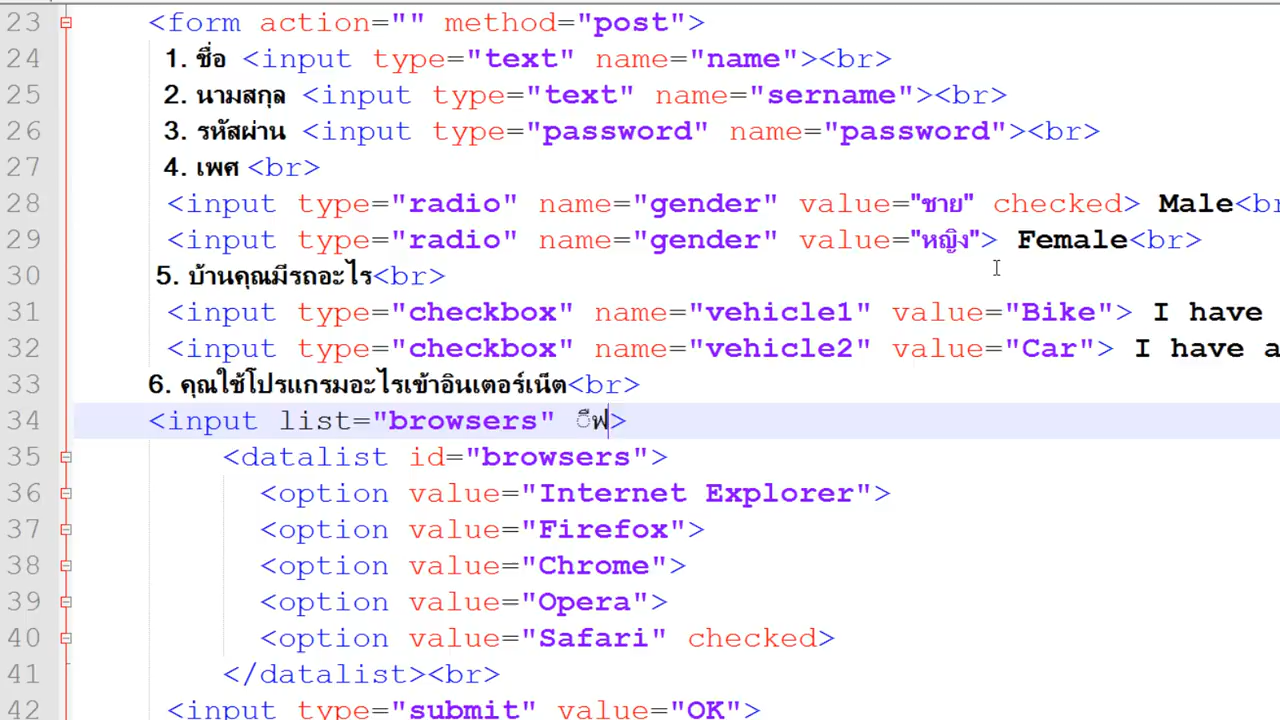 23 <form action="" method="post">
24 1. ชื่อ <input type="text" name="name"><br>
25 2. นามสกุล <input type="text" name="sername"><br>
26 3. รหัสผ่าน <input type="password" name="password"><br>
27 4. เพศ <br>
28 <input type="radio" name="gender" value="ชาย" checked> Male<br
29 <input type="radio" name="gender" value="หญิง"> Female<br>
30 5. บ้านคุณมีรถอะไร<br>
31 <input type="checkbox" name="vehicle1" value="Bike"> I have
32 <input type="checkbox" name="vehicle2" value="Car"> I have a
33 6. คุณใช้โปรแกรมอะไรเข้าอินเตอร์เน็ต<br>
34 <input list="browsers" ืฟ>
35 <datalist id="browsers">
36 <option value="Internet Explorer">
37 <option value="Firefox">
38 <option value="Chrome">
39 <option value="Opera">
40 <option value="Safari" checked>
41 </datalist><br>
42 <input type="submit" value="OK">